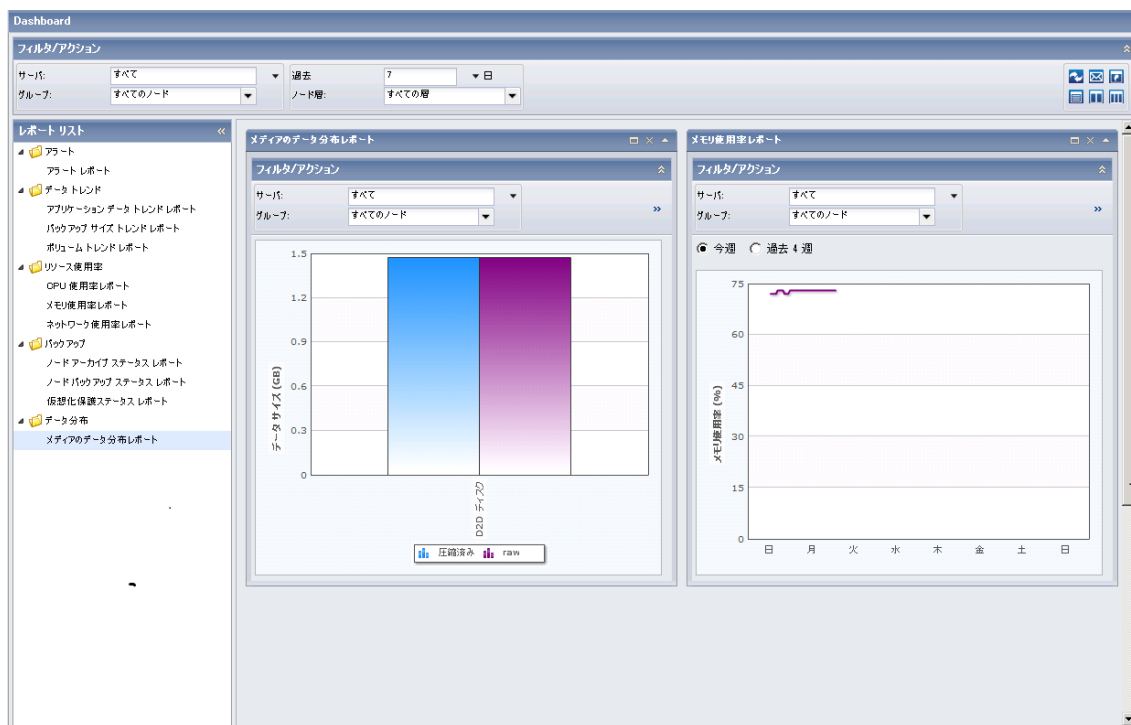 Dashboard
フィルタ/アクション
サーバ: すべて 過去 7 日
グループ: すべてのノード ノード層: すべての層
レポート リスト
アラート
アラート レポート
データ トレンド
アプリケーション データ トレンド レポート
バックアップ サイズ トレンド レポート
ボリューム トレンド レポート
リソース使用率
CPU 使用率レポート
メモリ使用率レポート
ネットワーク使用率レポート
バックアップ
ノード アーカイブ ステータス レポート
ノード バックアップ ステータス レポート
仮想化保護ステータス レポート
データ分布
メディアのデータ分布レポート
メディアのデータ分布レポート
フィルタ/アクション
サーバ: すべて
グループ: すべてのノード
データ サイズ (GB)
1.5
1.2
0.9
0.6
0.3
0
D2D ディスク
圧縮済み raw
メモリ使用率レポート
フィルタ/アクション
サーバ: すべて
グループ: すべてのノード
今週 過去 4 週
メモリ使用率 (%)
75
60
45
30
15
0
日 月 火 水 木 金 土 日